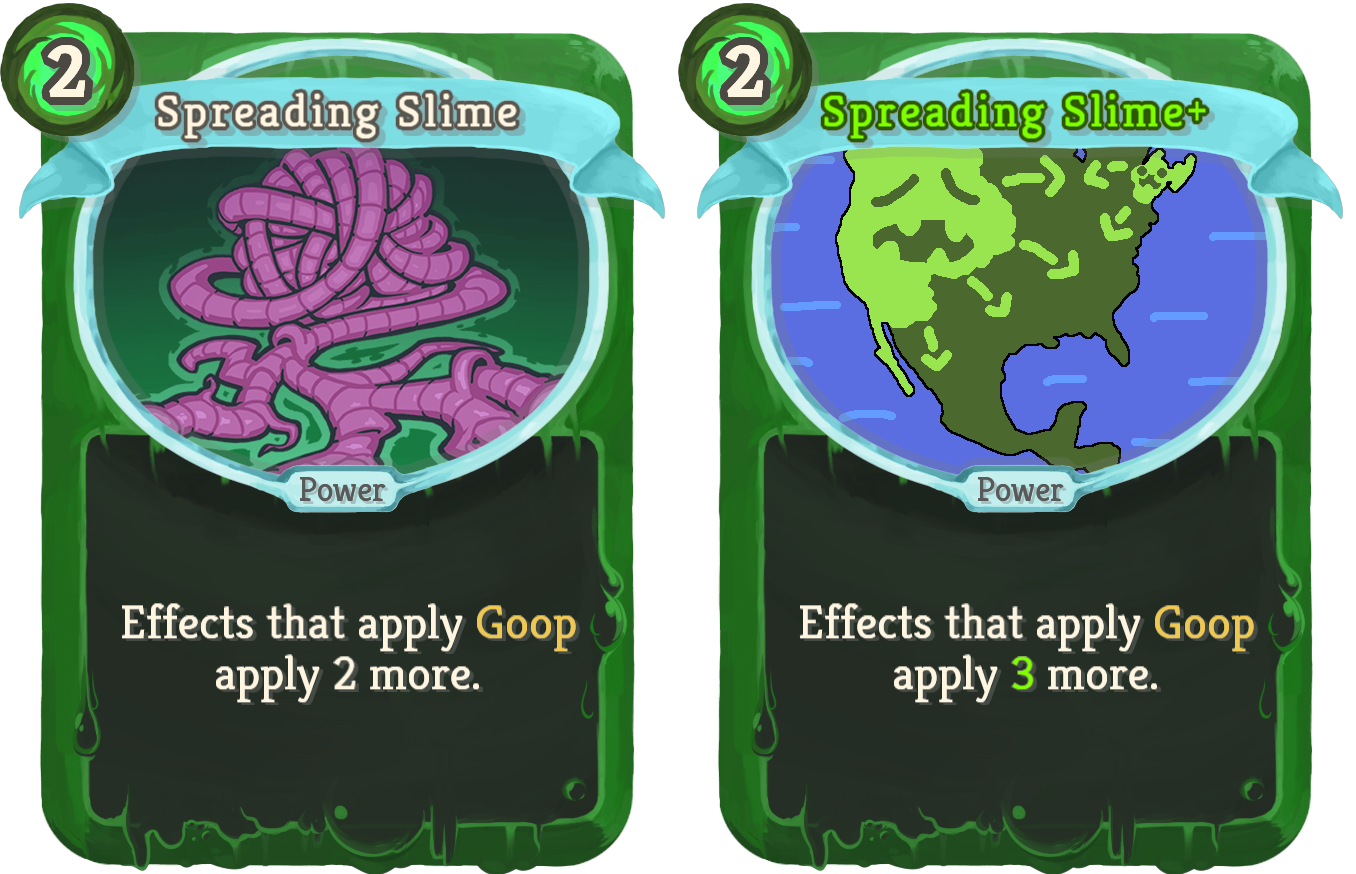 2
Spreading Slime
Power
Effects that apply Goop
apply 2 more.
2
Spreading Slime+
Power
Effects that apply Goop
apply 3 more.